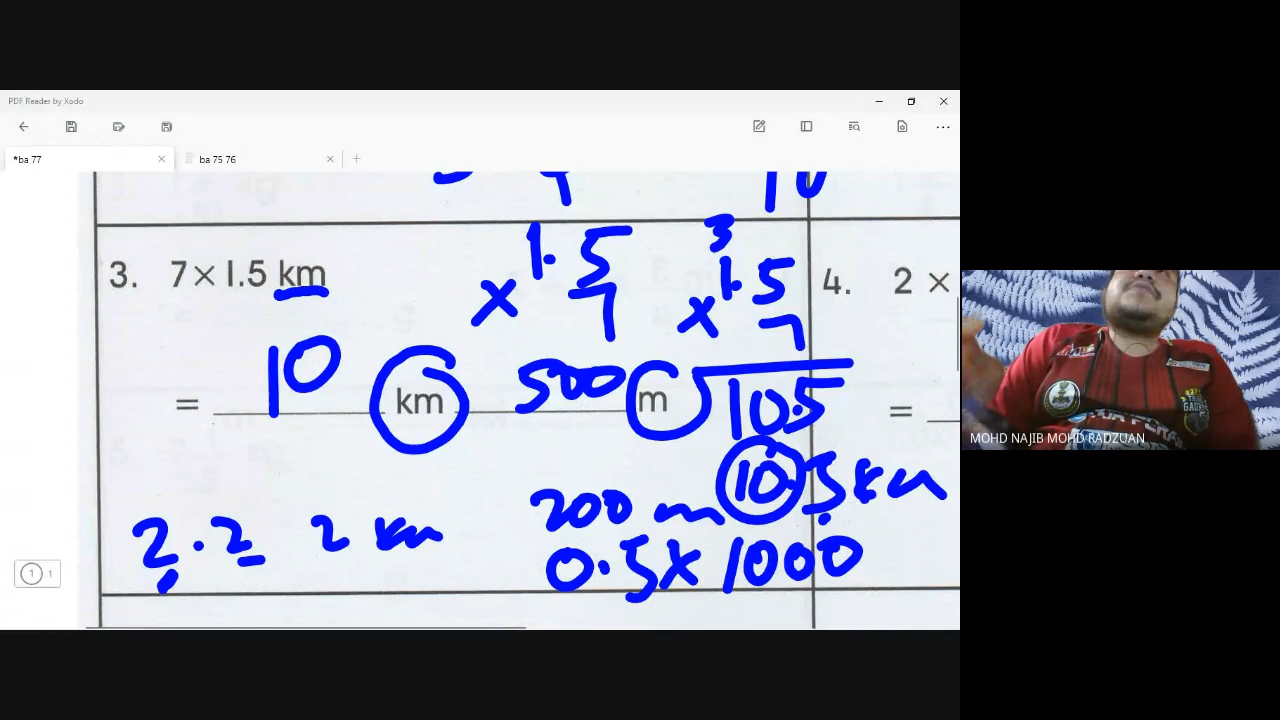 PDF Reader by Xodo
*ba 77
ba 75 76
3. 7 × 1.5 km
1.5
× 7
3
1.5
× 7
10.5
4. 2 ×
= 10 km 500 m
=
10.5 km
2.2 2 km 200 m
0.5 × 1000
1 1
MOHD NAJIB MOHD RADZUAN